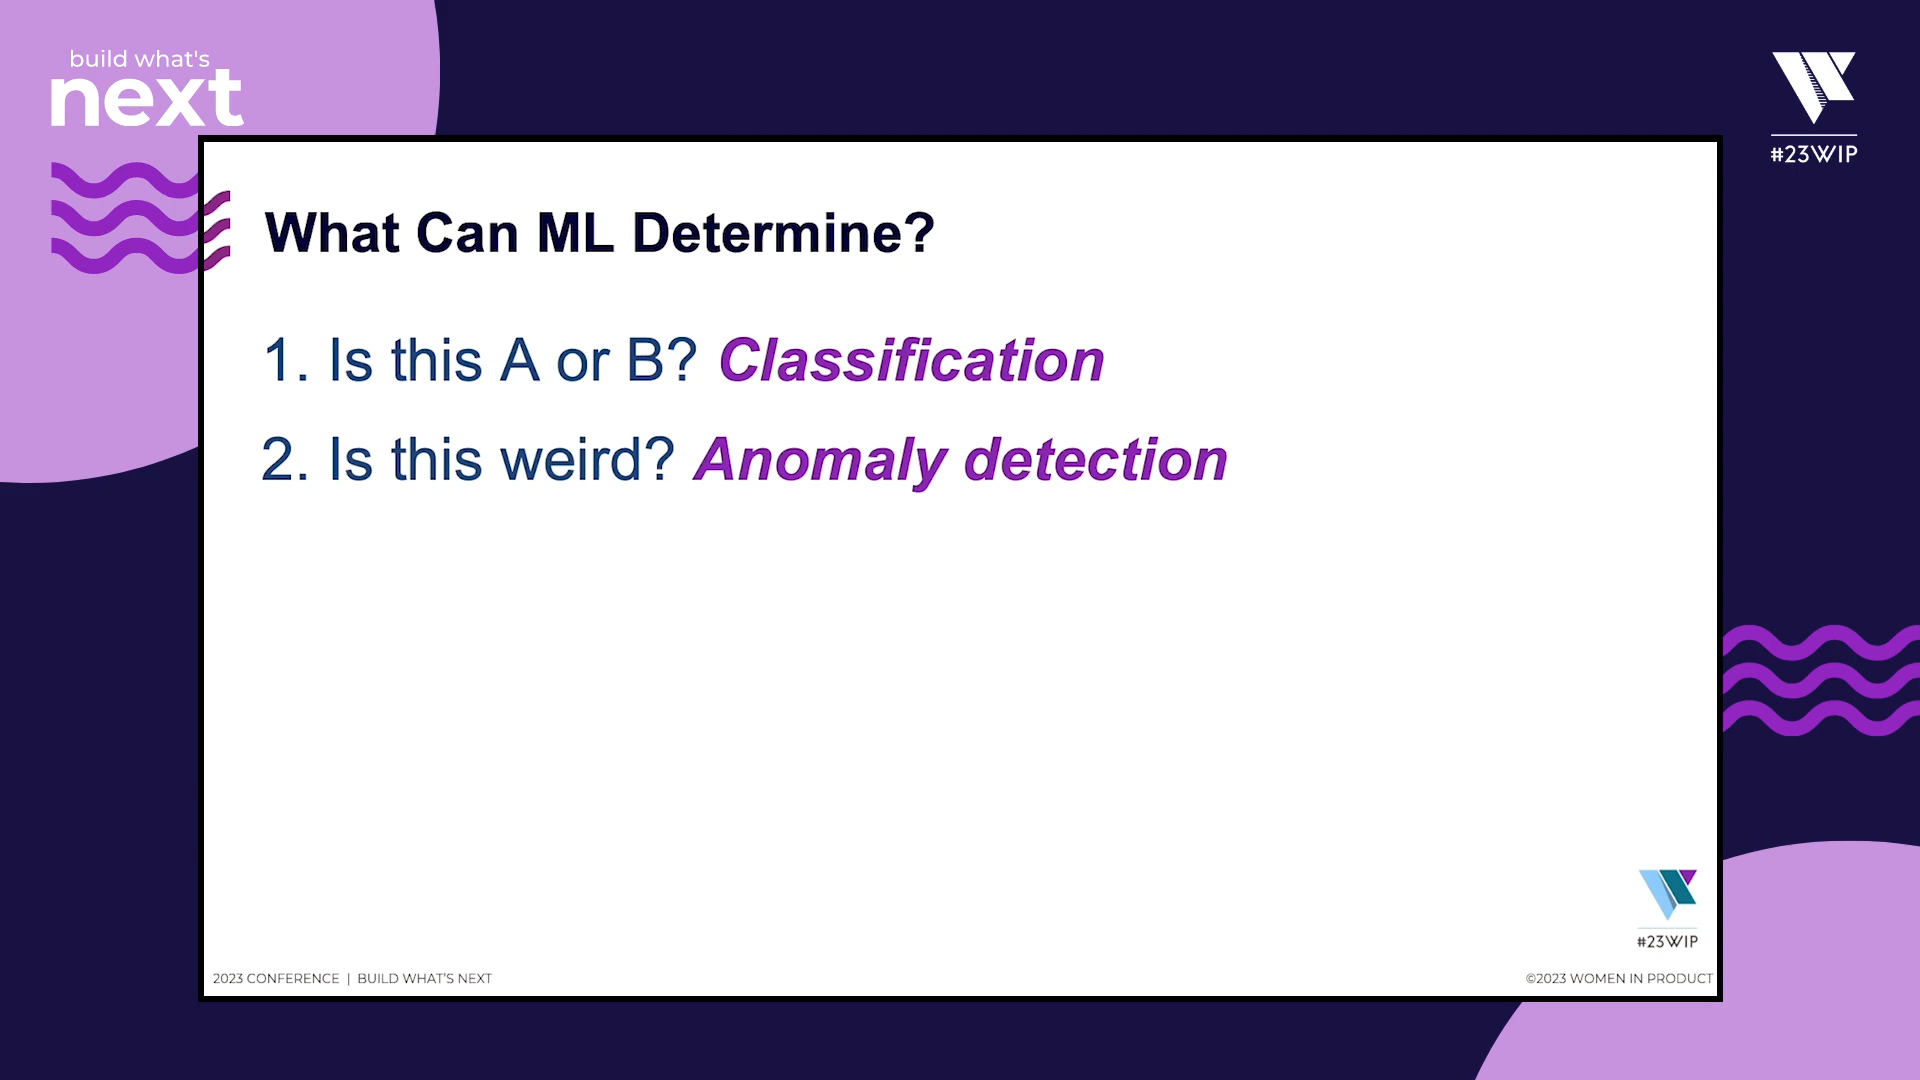 build what's
next
#23WIP
What Can ML Determine?
1. Is this A or B? Classification
2. Is this weird? Anomaly detection
#23WIP
2023 CONFERENCE | BUILD WHAT'S NEXT
©2023 WOMEN IN PRODUCT